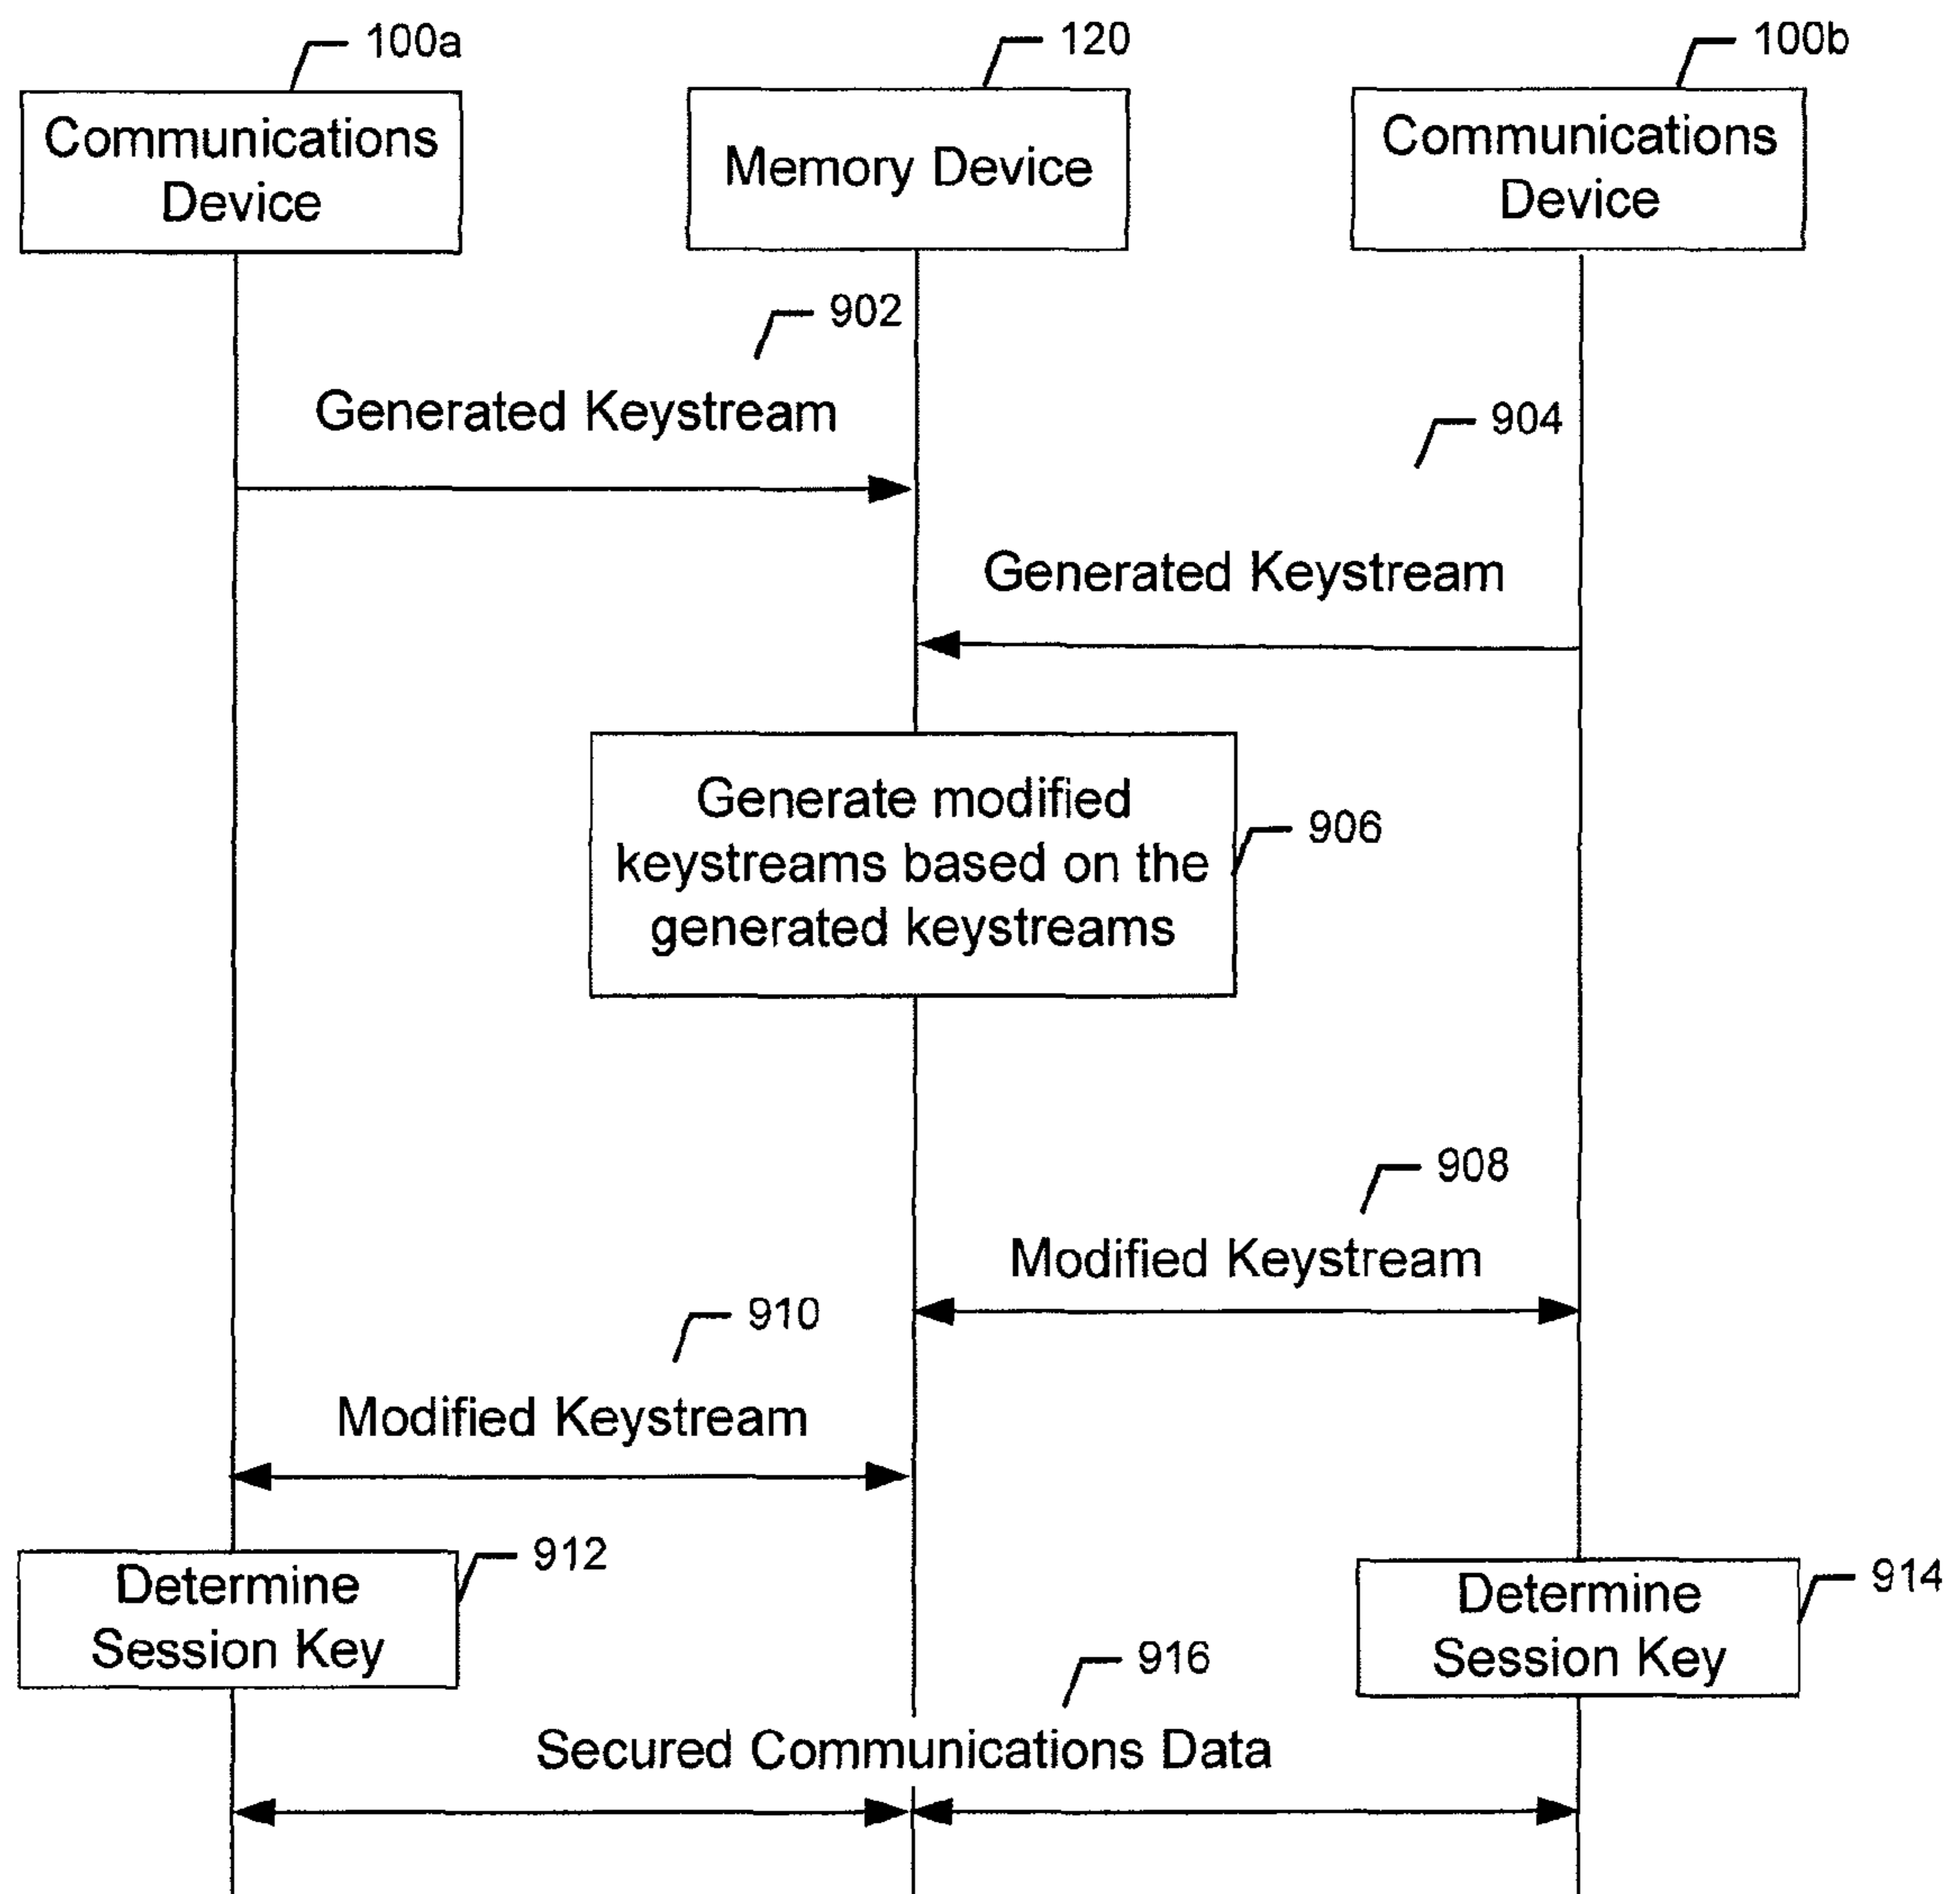 100a
120
100b
Communications
Device
Memory Device
Communications
Device
902
Generated Keystream
904
Generated Keystream
Generate modified
keystreams based on the
generated keystreams
906
908
Modified Keystream
910
Modified Keystream
Determine
Session Key
912
Determine
Session Key
914
916
Secured Communications Data